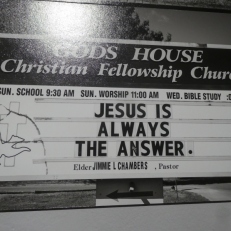 GODS HOUSE
Christian Fellowship Church
SUN. SCHOOL 9:30 AM SUN. WORSHIP 11:00 AM WED. BIBLE STUDY
JESUS IS
ALWAYS
THE ANSWER.
Elder JIMMIE L CHAMBERS , Pastor